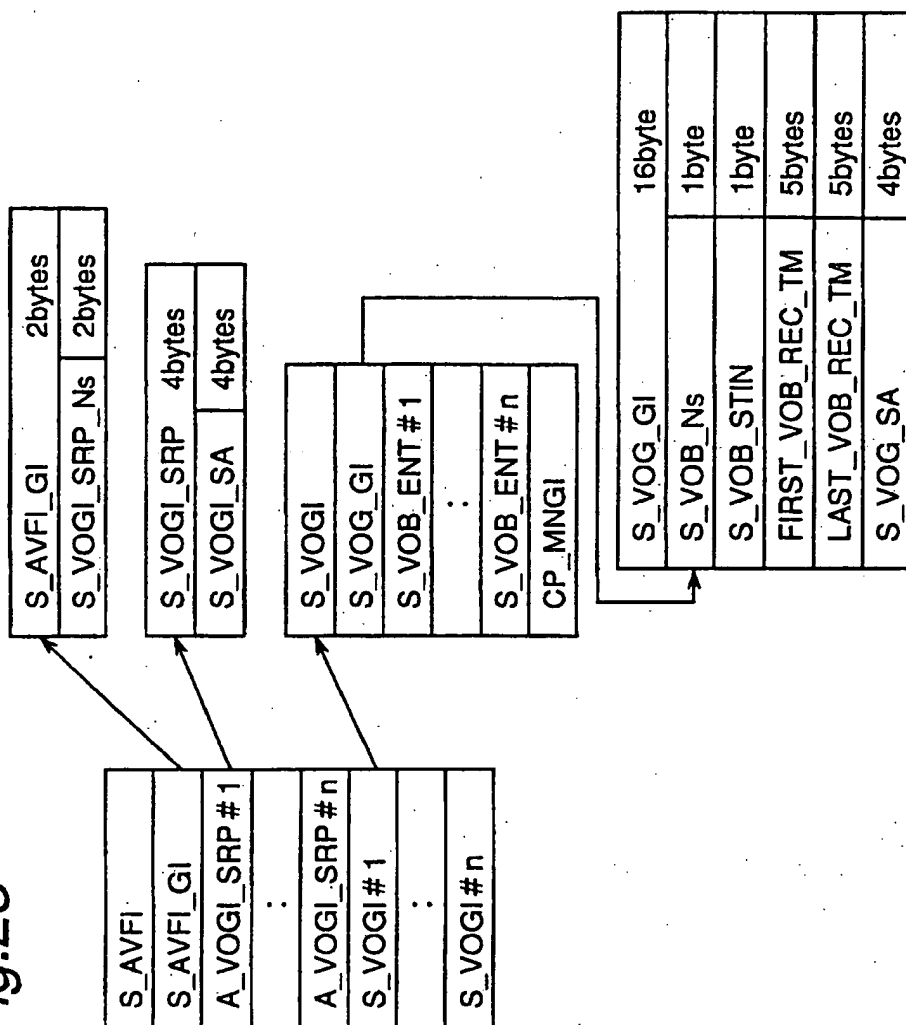 S_AVFI
S_AVFI_GI
A_VOGI_SRP#1
:
A_VOGI_SRP#n
S_VOGI#1
:
S_VOGI#n
S_AVFI_GI 2bytes
S_VOGI_SRP_Ns 2bytes
S_VOGI_SRP 4bytes
S_VOGI_SA 4bytes
S_VOGI
S_VOG_GI
S_VOB_ENT#1
:
S_VOB_ENT#n
CP_MNGI
S_VOG_GI 16byte
S_VOB_Ns 1byte
S_VOB_STIN 1byte
FIRST_VOB_REC_TM 5bytes
LAST_VOB_REC_TM 5bytes
S_VOG_SA 4bytes